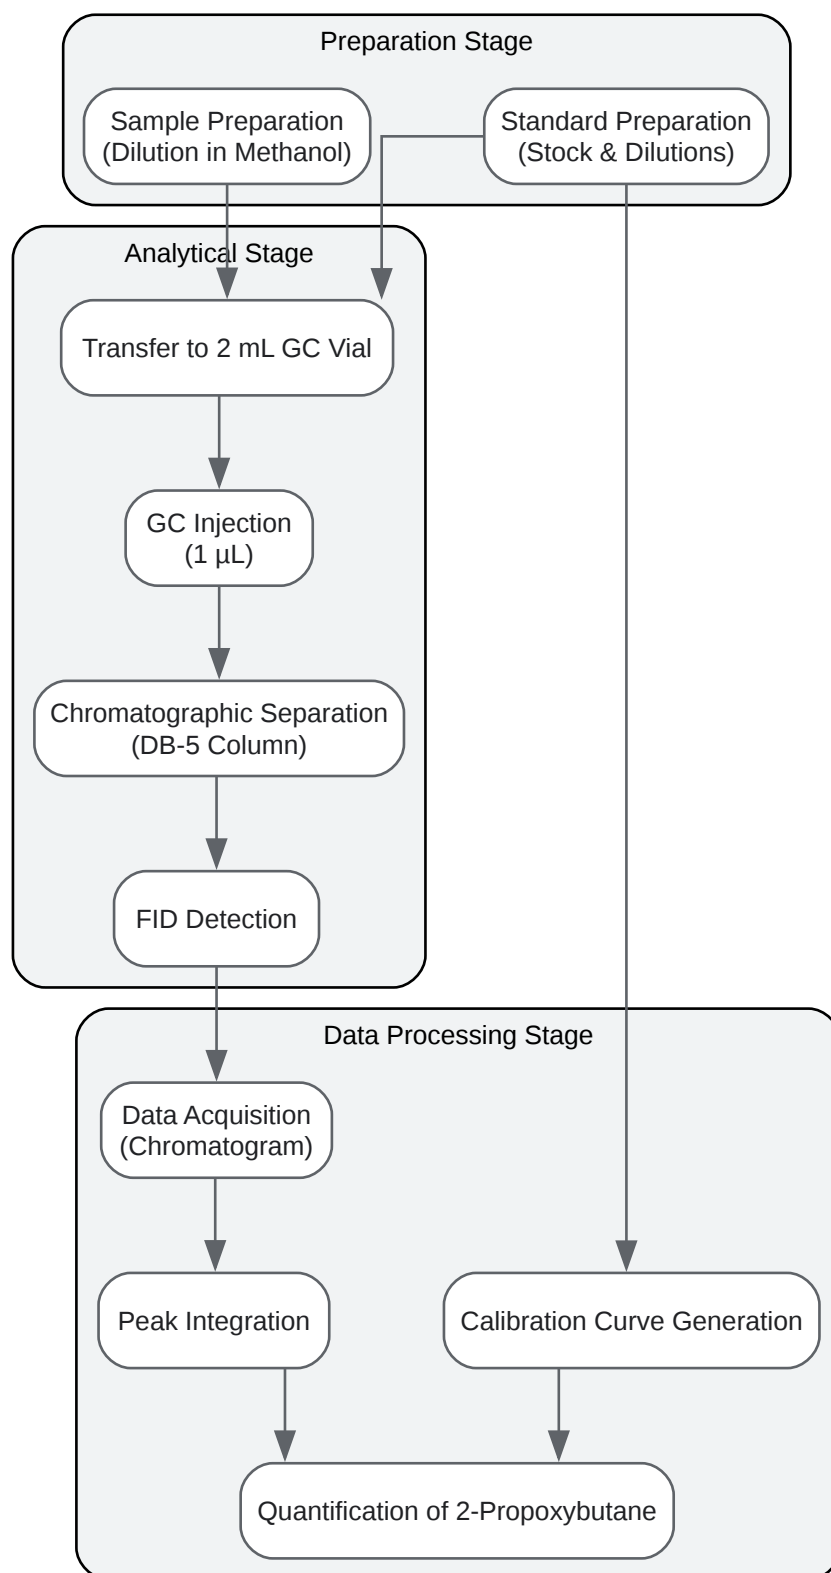 Preparation Stage
Sample Preparation
(Dilution in Methanol)
Standard Preparation
(Stock & Dilutions)
Analytical Stage
Transfer to 2 mL GC Vial
GC Injection
(1 µL)
Chromatographic Separation
(DB-5 Column)
FID Detection
Data Processing Stage
Data Acquisition
(Chromatogram)
Peak Integration
Calibration Curve Generation
Quantification of 2-Propoxybutane